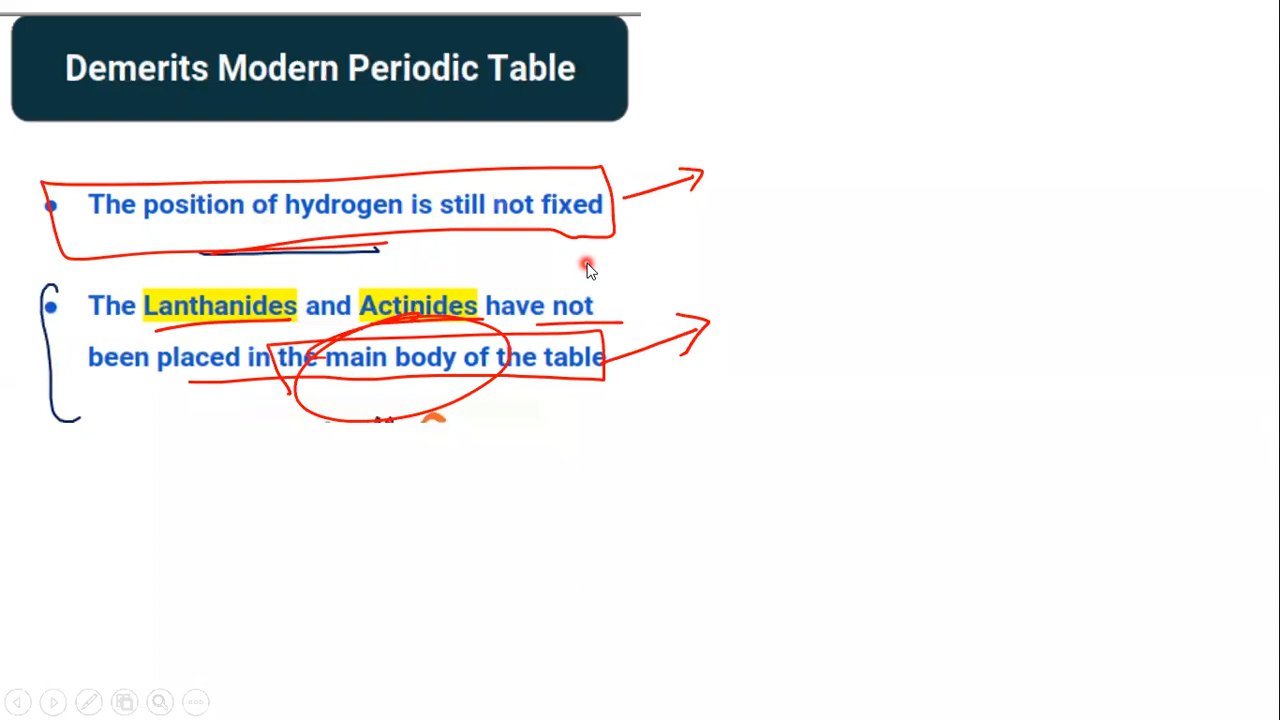 Demerits Modern Periodic Table
The position of hydrogen is still not fixed
The Lanthanides and Actinides have not
been placed in the main body of the table